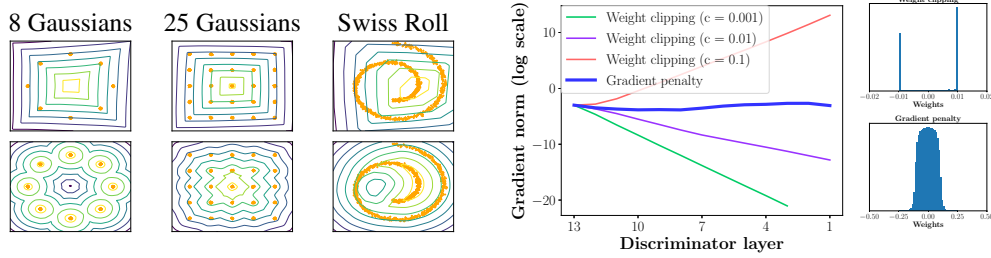 8 Gaussians 25 Gaussians Swiss Roll
Gradient norm (log scale)
10
0
−10
−20
Weight clipping (c = 0.001)
Weight clipping (c = 0.01)
Weight clipping (c = 0.1)
Gradient penalty
13 10 7 4 1
Discriminator layer
Weight clipping
−0.02 −0.01 0.00 0.01 0.02
Weights
Gradient penalty
−0.50 −0.25 0.00 0.25 0.50
Weights